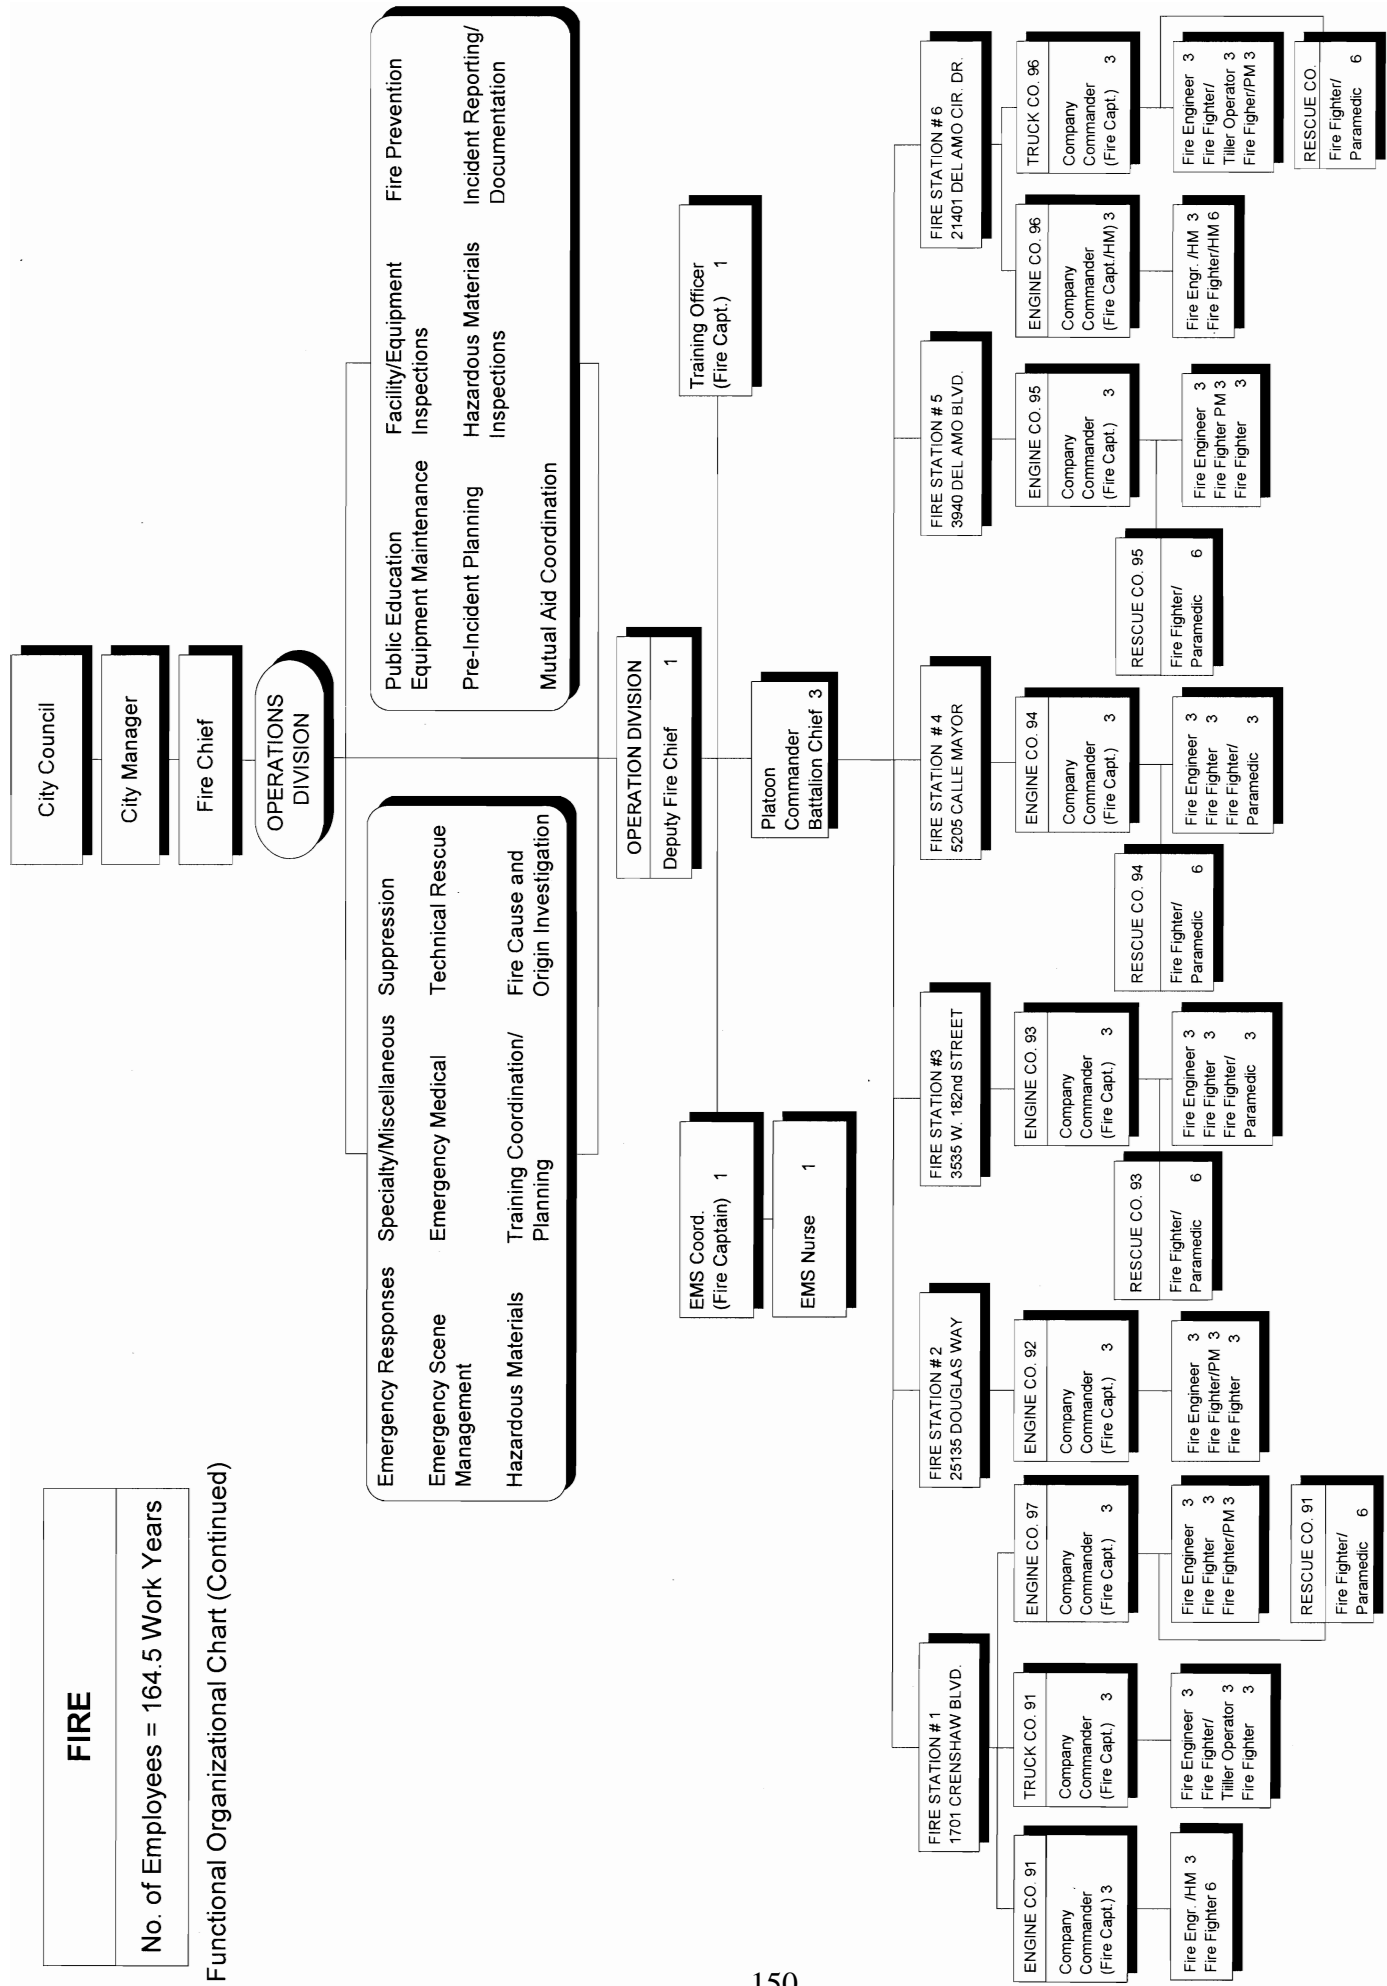 FIRE
No. of Employees = 164.5 Work Years
Functional Organizational Chart (Continued)
City Council
City Manager
Fire Chief
OPERATIONS
DIVISION
Emergency Responses Specialty/Miscellaneous Suppression
Emergency Scene Emergency Medical Technical Rescue
Management
Hazardous Materials Training Coordination/ Fire Cause and
Planning Origin Investigation
Public Education Facility/Equipment Fire Prevention
Equipment Maintenance Inspections
Pre-Incident Planning Hazardous Materials Incident Reporting/
Inspections Documentation
Mutual Aid Coordination
OPERATION DIVISION
Deputy Fire Chief 1
EMS Coord.
(Fire Captain) 1
EMS Nurse 1
Training Officer
(Fire Capt.) 1
Platoon
Commander
Battalion Chief 3
FIRE STATION # 1
1701 CRENSHAW BLVD.
ENGINE CO. 91
Company
Commander
(Fire Capt.) 3
Fire Engr. /HM 3
Fire Fighter 6
TRUCK CO. 91
Company
Commander
(Fire Capt.) 3
Fire Engineer 3
Fire Fighter/
Tiiller Operator 3
Fire Fighter 3
ENGINE CO. 97
Company
Commander
(Fire Capt.) 3
Fire Engineer 3
Fire Fighter 3
Fire Fighter/PM 3
RESCUE CO. 91
Fire Fighter/
Paramedic 6
FIRE STATION # 2
25135 DOUGLAS WAY
ENGINE CO. 92
Company
Commander
(Fire Capt.) 3
Fire Engineer 3
Fire Fighter/PM 3
Fire Fighter 3
FIRE STATION #3
3535 W. 182nd STREET
ENGINE CO. 93
Company
Commander
(Fire Capt.) 3
RESCUE CO. 93
Fire Fighter/
Paramedic 6
Fire Engineer 3
Fire Fighter 3
Fire Fighter/
Paramedic 3
FIRE STATION # 4
5205 CALLE MAYOR
ENGINE CO. 94
Company
Commander
(Fire Capt.) 3
RESCUE CO. 94
Fire Fighter/
Paramedic 6
Fire Engineer 3
Fire Fighter 3
Fire Fighter/
Paramedic 3
FIRE STATION # 5
3940 DEL AMO BLVD.
ENGINE CO. 95
Company
Commander
(Fire Capt.) 3
RESCUE CO. 95
Fire Fighter/
Paramedic 6
Fire Engineer 3
Fire Fighter PM 3
Fire Fighter 3
FIRE STATION # 6
21401 DEL AMO CIR. DR.
ENGINE CO. 96
Company
Commander
(Fire Capt./HM) 3
Fire Engr. /HM 3
Fire Fighter/HM 6
TRUCK CO. 96
Company
Commander
(Fire Capt.) 3
Fire Engineer 3
Fire Fighter/
Tiller Operator 3
Fire Figher/PM 3
RESCUE CO.
Fire Fighter/
Paramedic 6
150